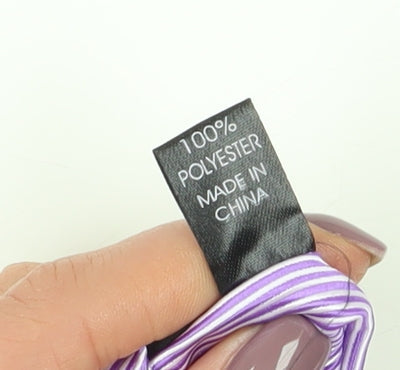 100%
POLYESTER
MADE IN
CHINA